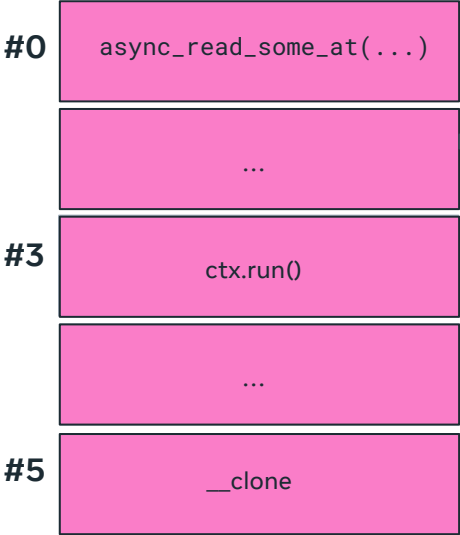 #0 async_read_some_at(...)
...
#3 ctx.run()
...
#5 __clone